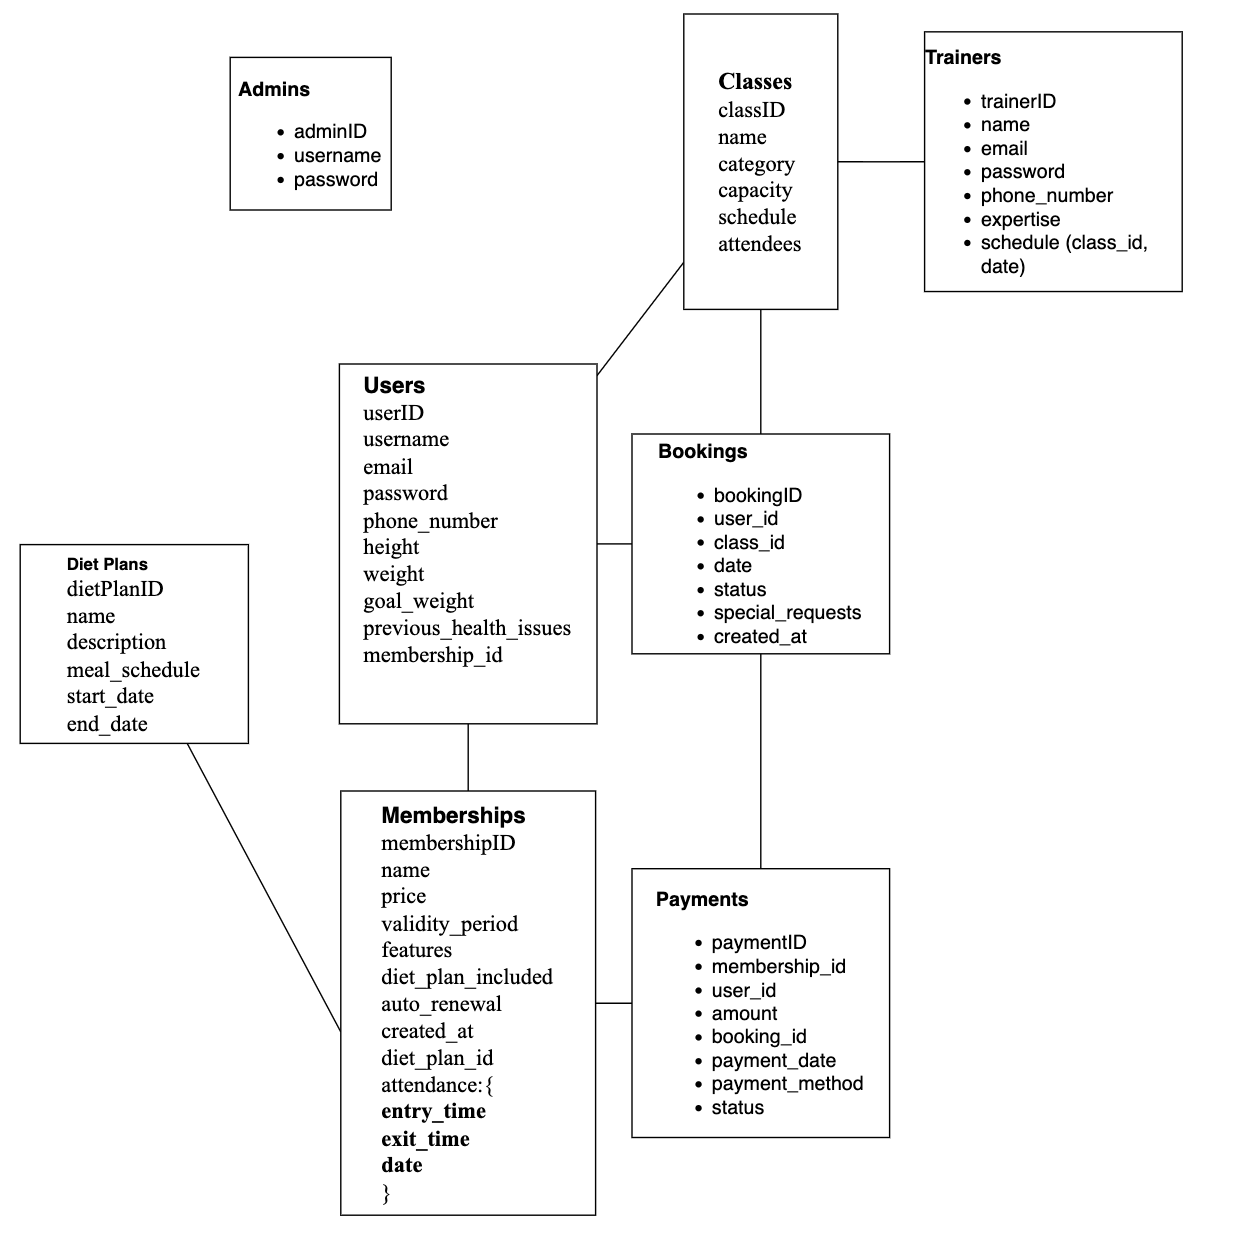 Admins
adminID
username
password
Classes
classID
name
category
capacity
schedule
attendees
Trainers
trainerID
name
email
password
phone_number
expertise
schedule (class_id,
date)
Users
userID
username
email
password
phone_number
height
weight
goal_weight
previous_health_issues
membership_id
Bookings
bookingID
user_id
class_id
date
status
special_requests
created_at
Diet Plans
dietPlanID
name
description
meal_schedule
start_date
end_date
Memberships
membershipID
name
price
validity_period
features
diet_plan_included
auto_renewal
created_at
diet_plan_id
attendance:{
entry_time
exit_time
date
}
Payments
paymentID
membership_id
user_id
amount
booking_id
payment_date
payment_method
status